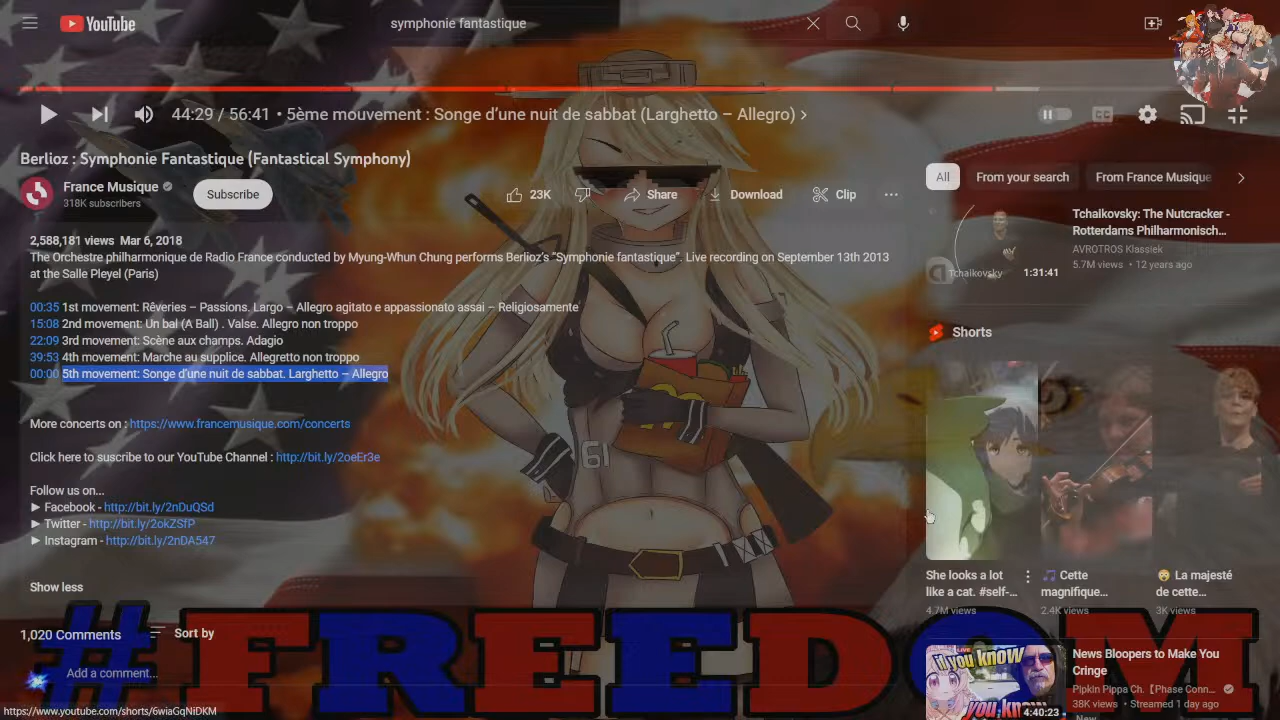 YouTube
symphonie fantastique
44:29 / 56:41 • 5ème mouvement : Songe d'une nuit de sabbat (Larghetto – Allegro) >
CC
Berlioz : Symphonie Fantastique (Fantastical Symphony)
France Musique
318K subscribers
Subscribe
23K
Share
Download
Clip
...
2,588,181 views Mar 6, 2018
The Orchestre philharmonique de Radio France conducted by Myung-Whun Chung performs Berlioz's "Symphonie fantastique". Live recording on September 13th 2013
at the Salle Pleyel (Paris)
00:35 1st movement: Rêveries – Passions. Largo – Allegro agitato e appassionato assai – Religiosamente
15:08 2nd movement: Un bal (A Ball) . Valse. Allegro non troppo
22:09 3rd movement: Scène aux champs. Adagio
39:53 4th movement: Marche au supplice. Allegretto non troppo
00:00 5th movement: Songe d'une nuit de sabbat. Larghetto – Allegro
More concerts on : https://www.francemusique.com/concerts
Click here to suscribe to our YouTube Channel : http://bit.ly/2oeEr3e
Follow us on...
► Facebook - http://bit.ly/2nDuQSd
► Twitter - http://bit.ly/2okZSfP
► Instagram - http://bit.ly/2nDA547
Show less
1,020 Comments
Sort by
Add a comment...
https://www.youtube.com/shorts/6wiaGqNiDKM
61
#FREEDOM
All
From your search
From France Musique
Tchaikovsky: The Nutcracker -
Rotterdams Philharmonisch...
AVROTROS Klassiek
5.7M views • 12 years ago
Tchaikovsky
1:31:41
Shorts
She looks a lot
like a cat. #self-...
4.7M views
🎵 Cette
magnifique...
2.4K views
😮 La majesté
de cette...
3K views
LIVE
if you know
you know
4:40:23
News Bloopers to Make You
Cringe
Pipkin Pippa Ch.【Phase Conn...
38K views • Streamed 1 day ago
New